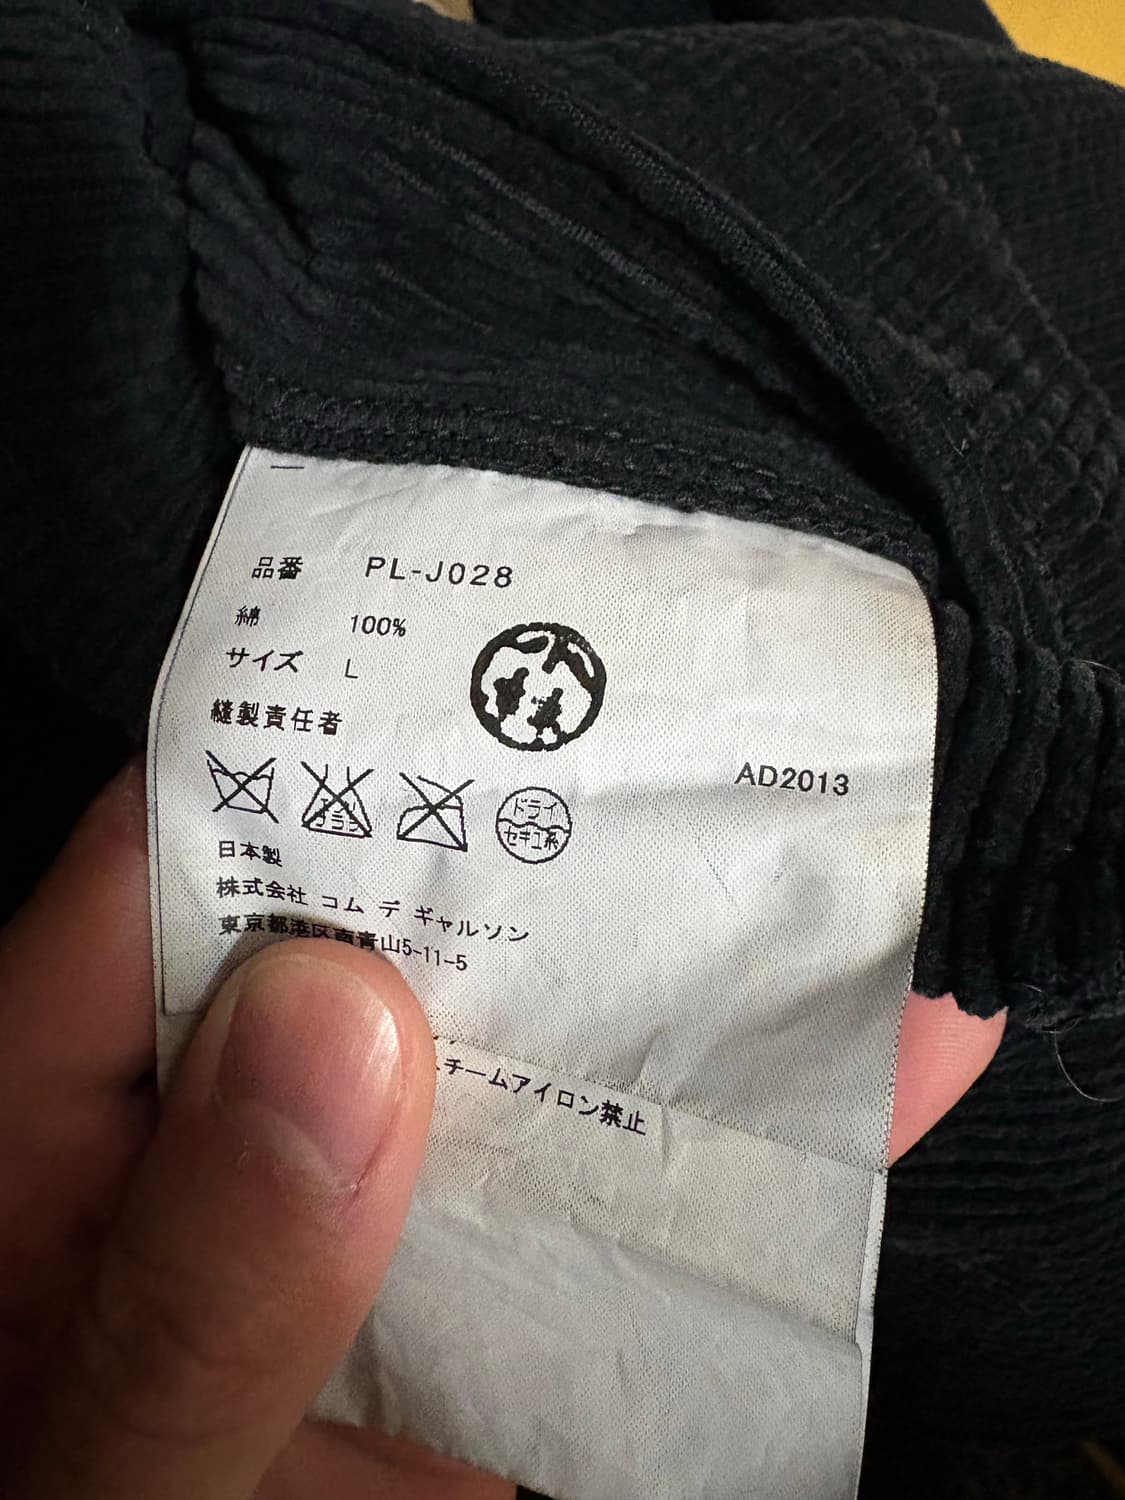 品番 PL-J028
綿 100%
サイズ L
縫製責任者
AD2013
ドライ
セキユ系
日本製
株式会社 コム デ ギャルソン
東京都港区南青山5-11-5
チームアイロン禁止